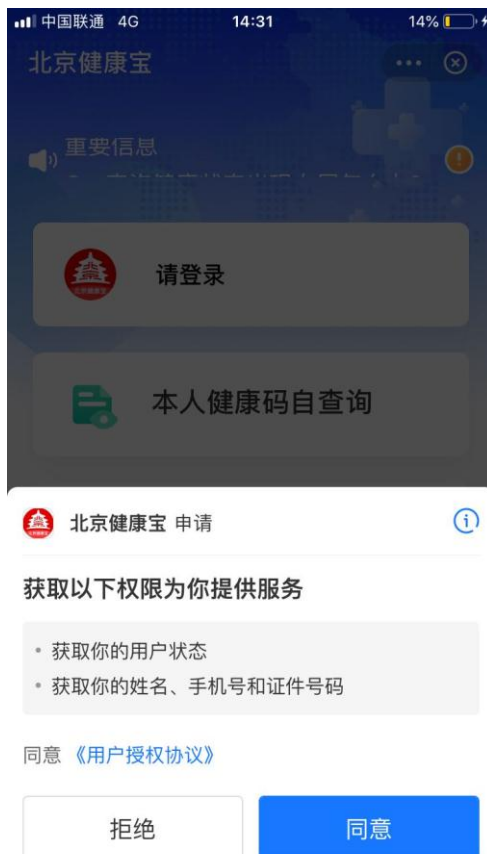 中国联通 4G 14:31 14%
北京健康宝
重要信息
请登录
本人健康码自查询
北京健康宝 申请
获取以下权限为你提供服务
• 获取你的用户状态
• 获取你的姓名、手机号和证件号码
同意 《用户授权协议》
拒绝 同意